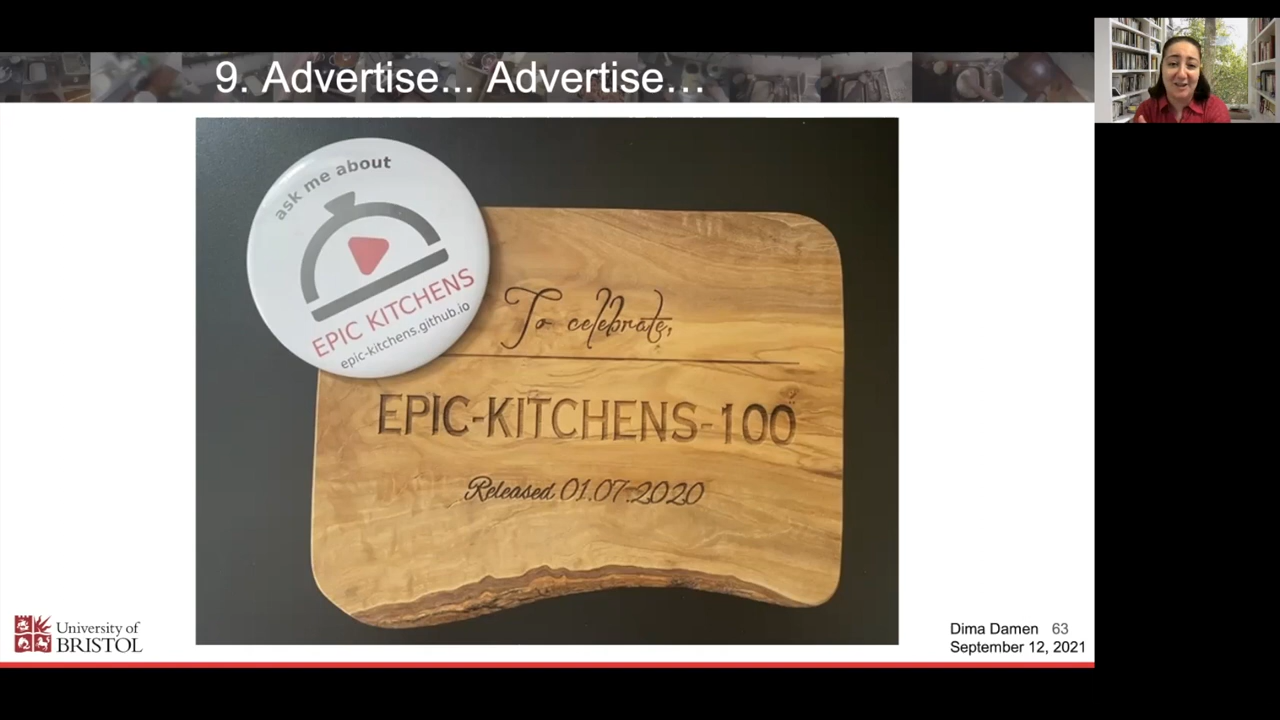 9. Advertise... Advertise...
ask me about
EPIC KITCHENS
epic-kitchens.github.io
To celebrate,
EPIC-KITCHENS-100
Released 01.07.2020
University of
BRISTOL
Dima Damen 63
September 12, 2021